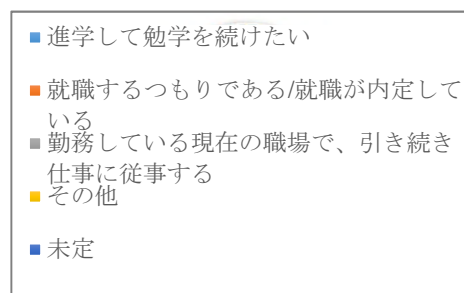 進学して勉学を続けたい
就職するつもりである/就職が内定して
いる
勤務している現在の職場で、引き続き
仕事に従事する
その他
未定